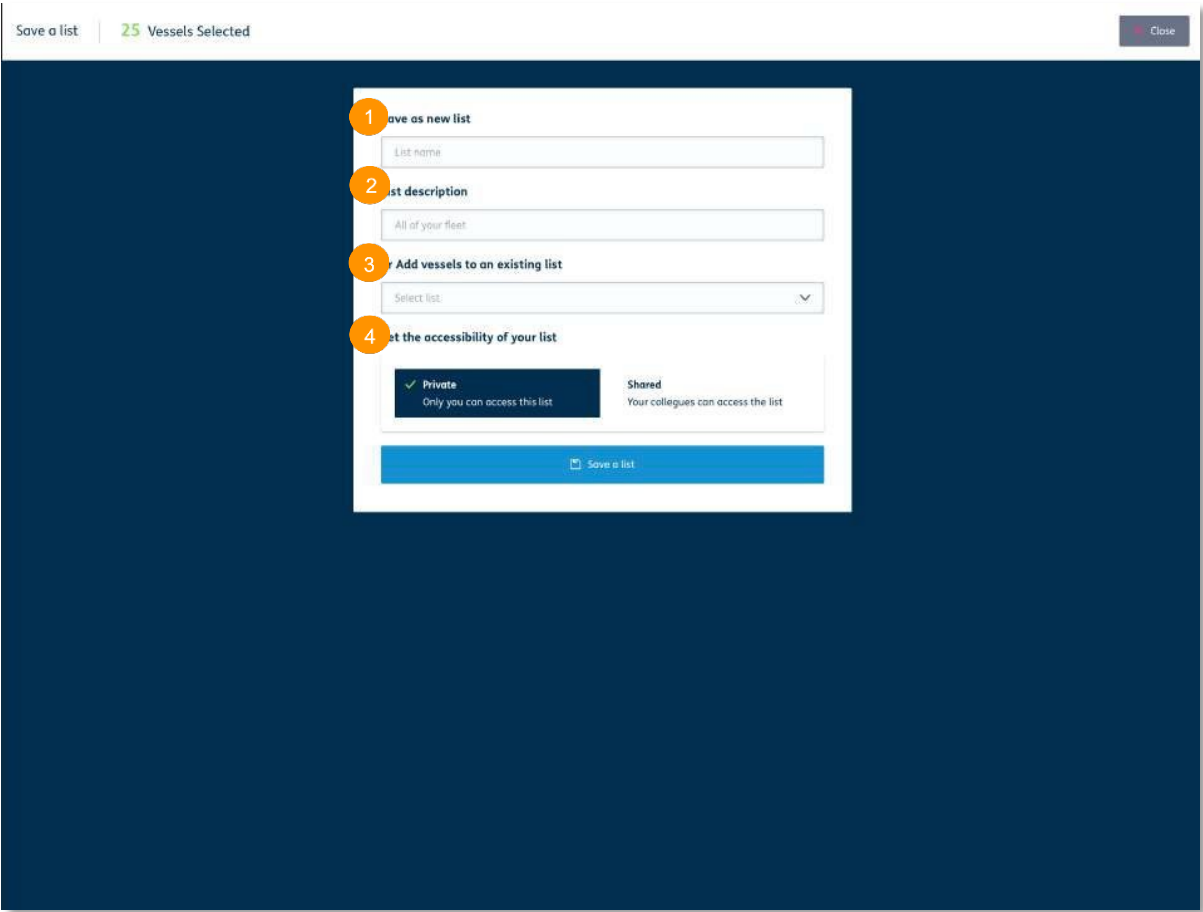 Save a list
25 Vessels Selected
Close
1 ave as new list
List name
2 ist description
All of your fleet
3 r Add vessels to an existing list
Select list
4 et the accessibility of your list
Private
Only you can access this list
Shared
Your collegues can access the list
Save a list